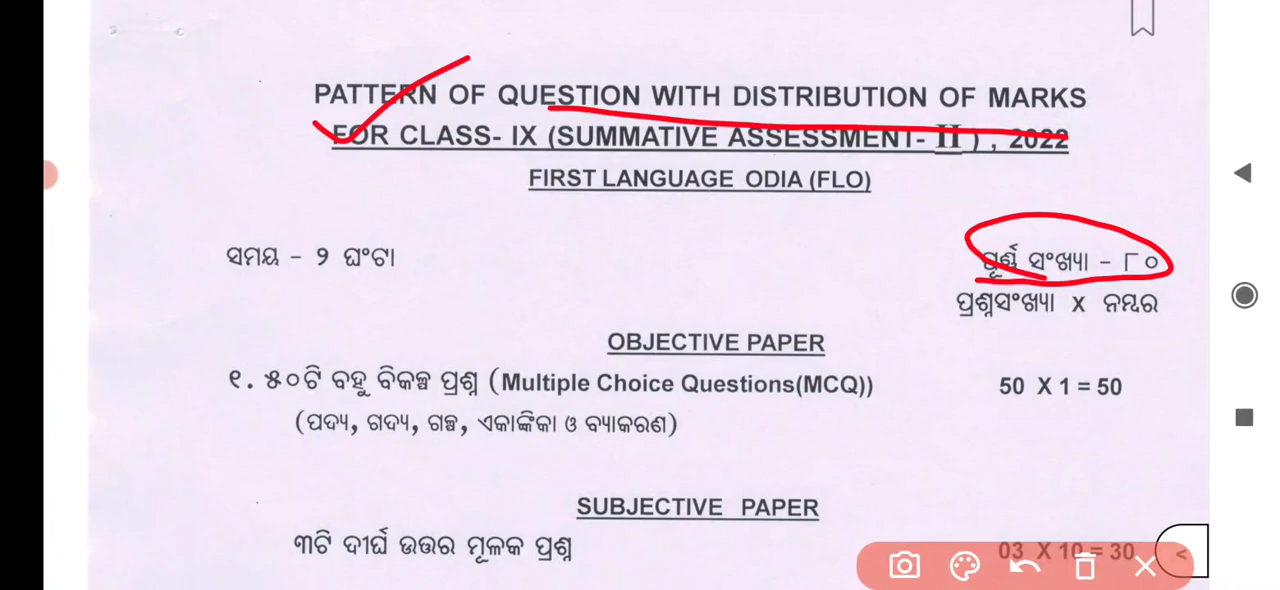 PATTERN OF QUESTION WITH DISTRIBUTION OF MARKS
FOR CLASS- IX (SUMMATIVE ASSESSMENT- II ) , 2022
FIRST LANGUAGE ODIA (FLO)
ସମୟ - ୨ ଘଂଟା
ପୂର୍ଣ୍ଣ ସଂଖ୍ୟା - ୮୦
ପ୍ରଶ୍ନସଂଖ୍ୟା X ନମ୍ବର
OBJECTIVE PAPER
୧. ୫୦ଟି ବହୁ ବିକଳ୍ପ ପ୍ରଶ୍ନ (Multiple Choice Questions(MCQ)) 50 X 1 = 50
(ପଦ୍ୟ, ଗଦ୍ୟ, ଗଳ୍ପ, ଏକାଙ୍କିକା ଓ ବ୍ୟାକରଣ)
SUBJECTIVE PAPER
୩ଟି ଦୀର୍ଘ ଉତ୍ତର ମୂଳକ ପ୍ରଶ୍ନ 03 X 10 = 30